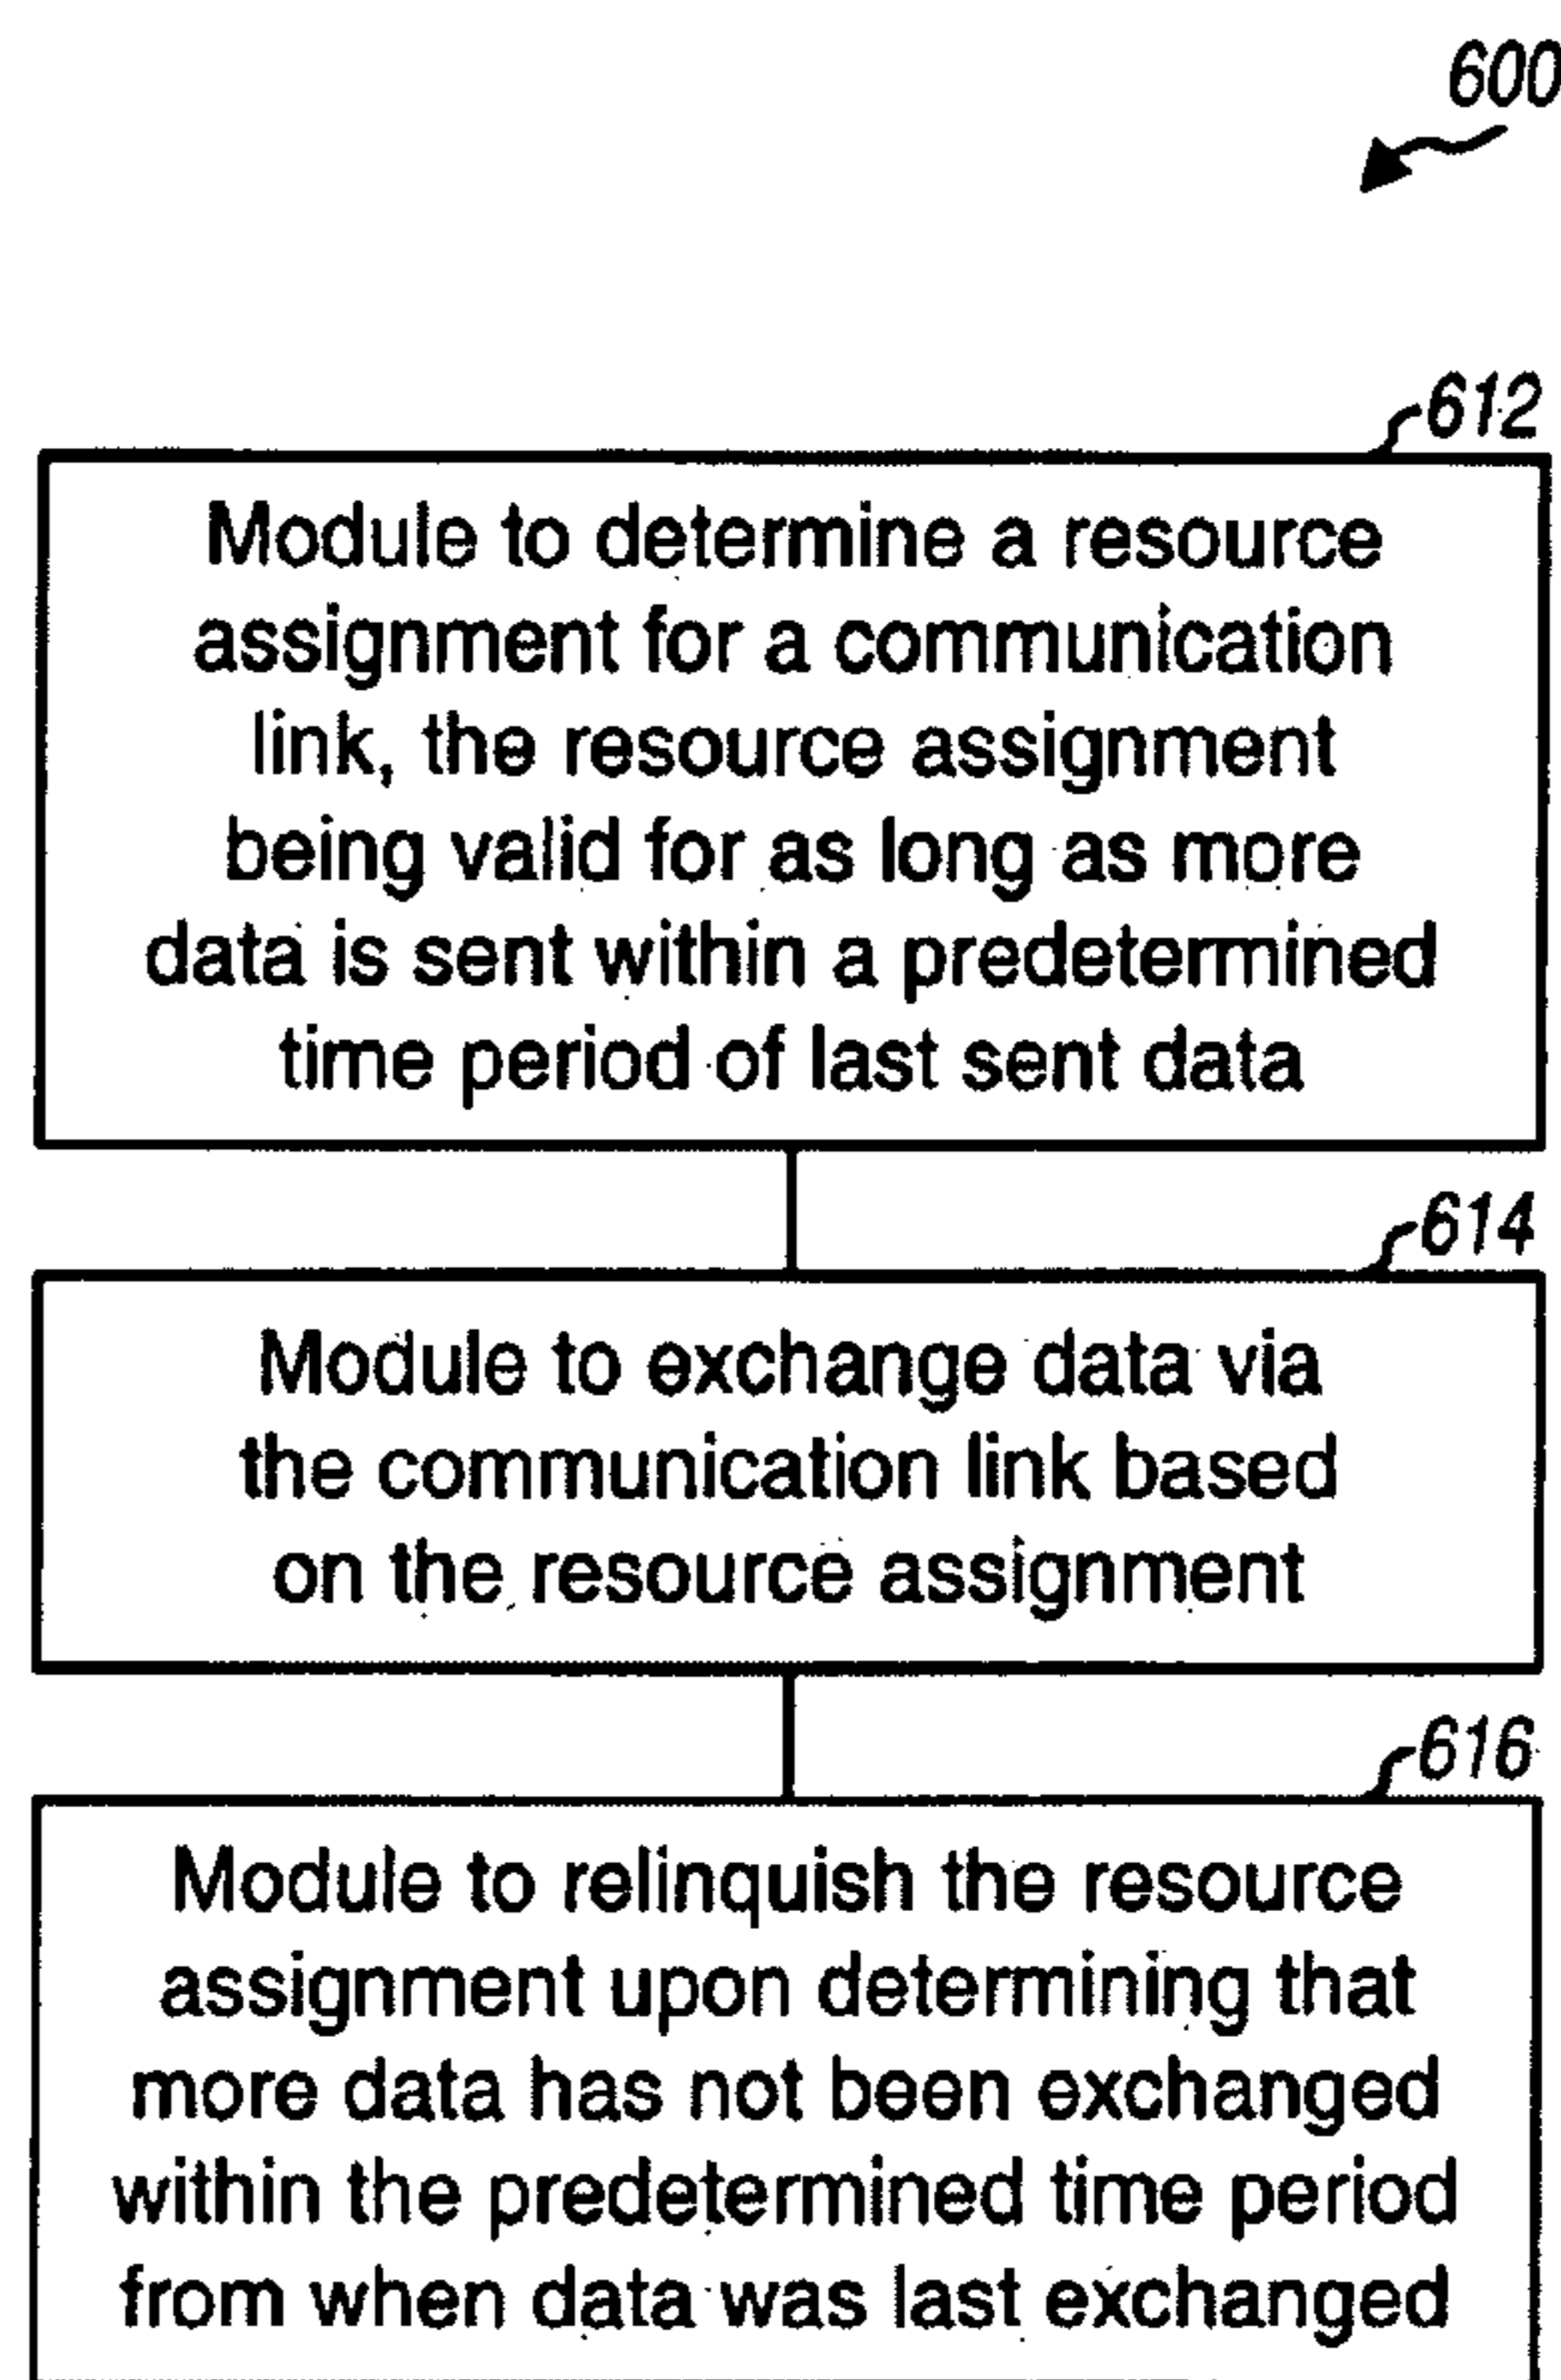 600
612
Module to determine a resource
assignment for a communication
link, the resource assignment
being valid for as long as more
data is sent within a predetermined
time period of last sent data
614
Module to exchange data via
the communication link based
on the resource assignment
616
Module to relinquish the resource
assignment upon determining that
more data has not been exchanged
within the predetermined time period
from when data was last exchanged